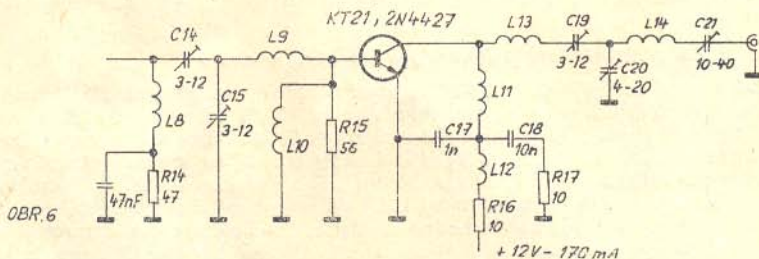 KT21, 2N4427
C14
3-12
L9
L13
C19
3-12
L14
C21
10-40
C20
4-20
L8
C15
3-12
L10
R15
56
L11
C17
1n
C18
10n
L12
R17
10
R16
10
47nF
R14
47
OBR.6
+ 12V - 170 mA